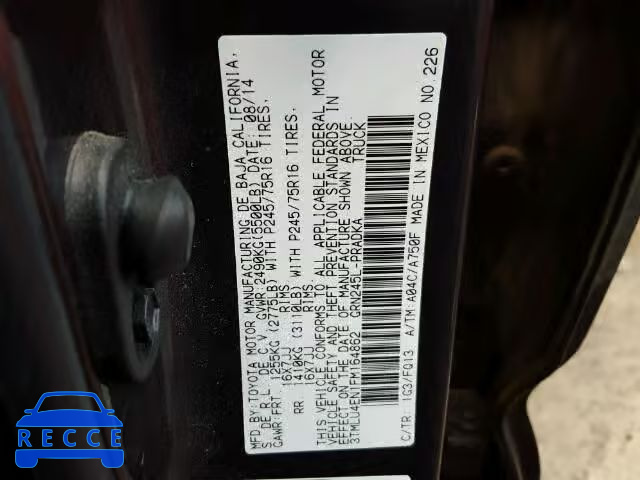 MFD BY:TOYOTA MOTOR MANUFACTURING DE BAJA CALIFORNIA,
S DE R.L DE C.V. GVWR:2490KG(5500LB) DATE: 08/14
GAWR:FRT 1255KG (2775LB) WITH P245/75R16 TIRES,
16X7JJ RIMS
RR 1410KG (3110LB) WITH P245/75R16 TIRES,
16X7JJ RIMS
THIS VEHICLE CONFORMS TO ALL APPLICABLE FEDERAL MOTOR
VEHICLE SAFETY AND THEFT PREVENTION STANDARDS IN
EFFECT ON THE DATE OF MANUFACTURE SHOWN ABOVE.
3TMLU4EN1FM164862 GRN245L-PRADKA TRUCK
C/TR: 1G3/FQ13 A/TM:A04C/A750F MADE IN MEXICO NO. 226
RECCE